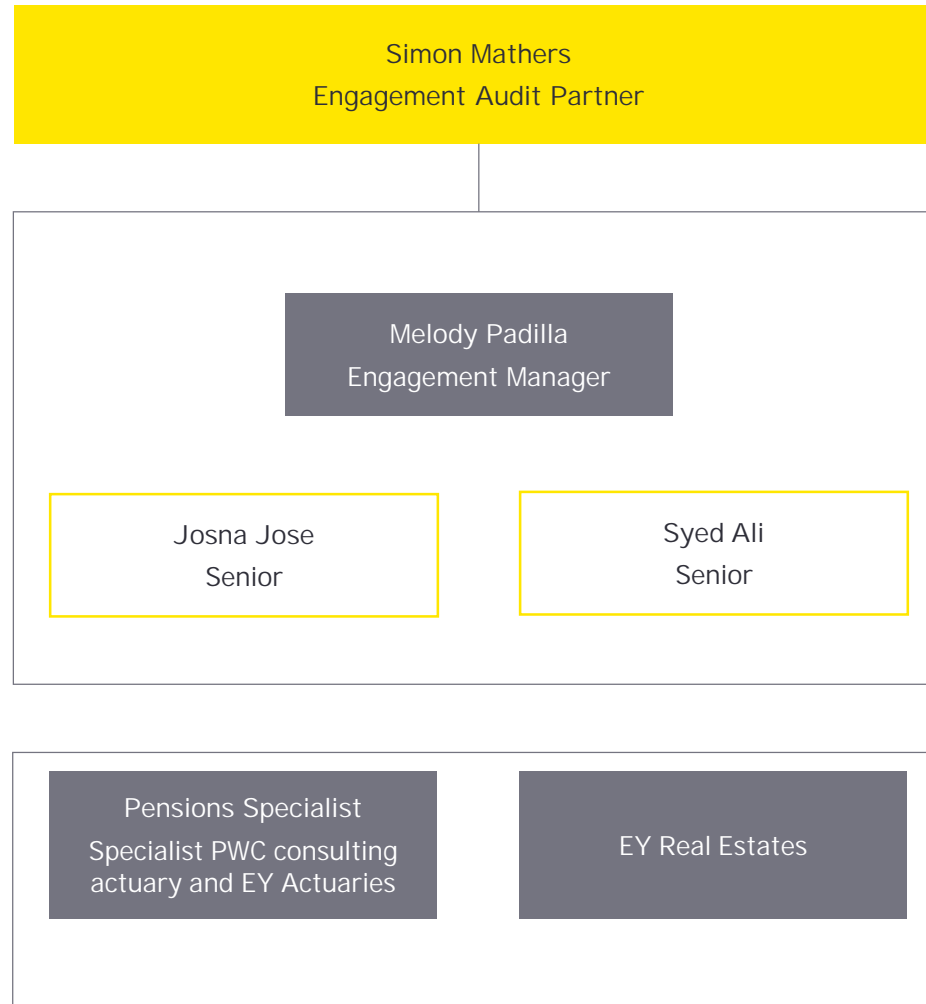 Simon Mathers
Engagement Audit Partner
Melody Padilla
Engagement Manager
Josna Jose
Senior
Syed Ali
Senior
Pensions Specialist
Specialist PWC consulting
actuary and EY Actuaries
EY Real Estates